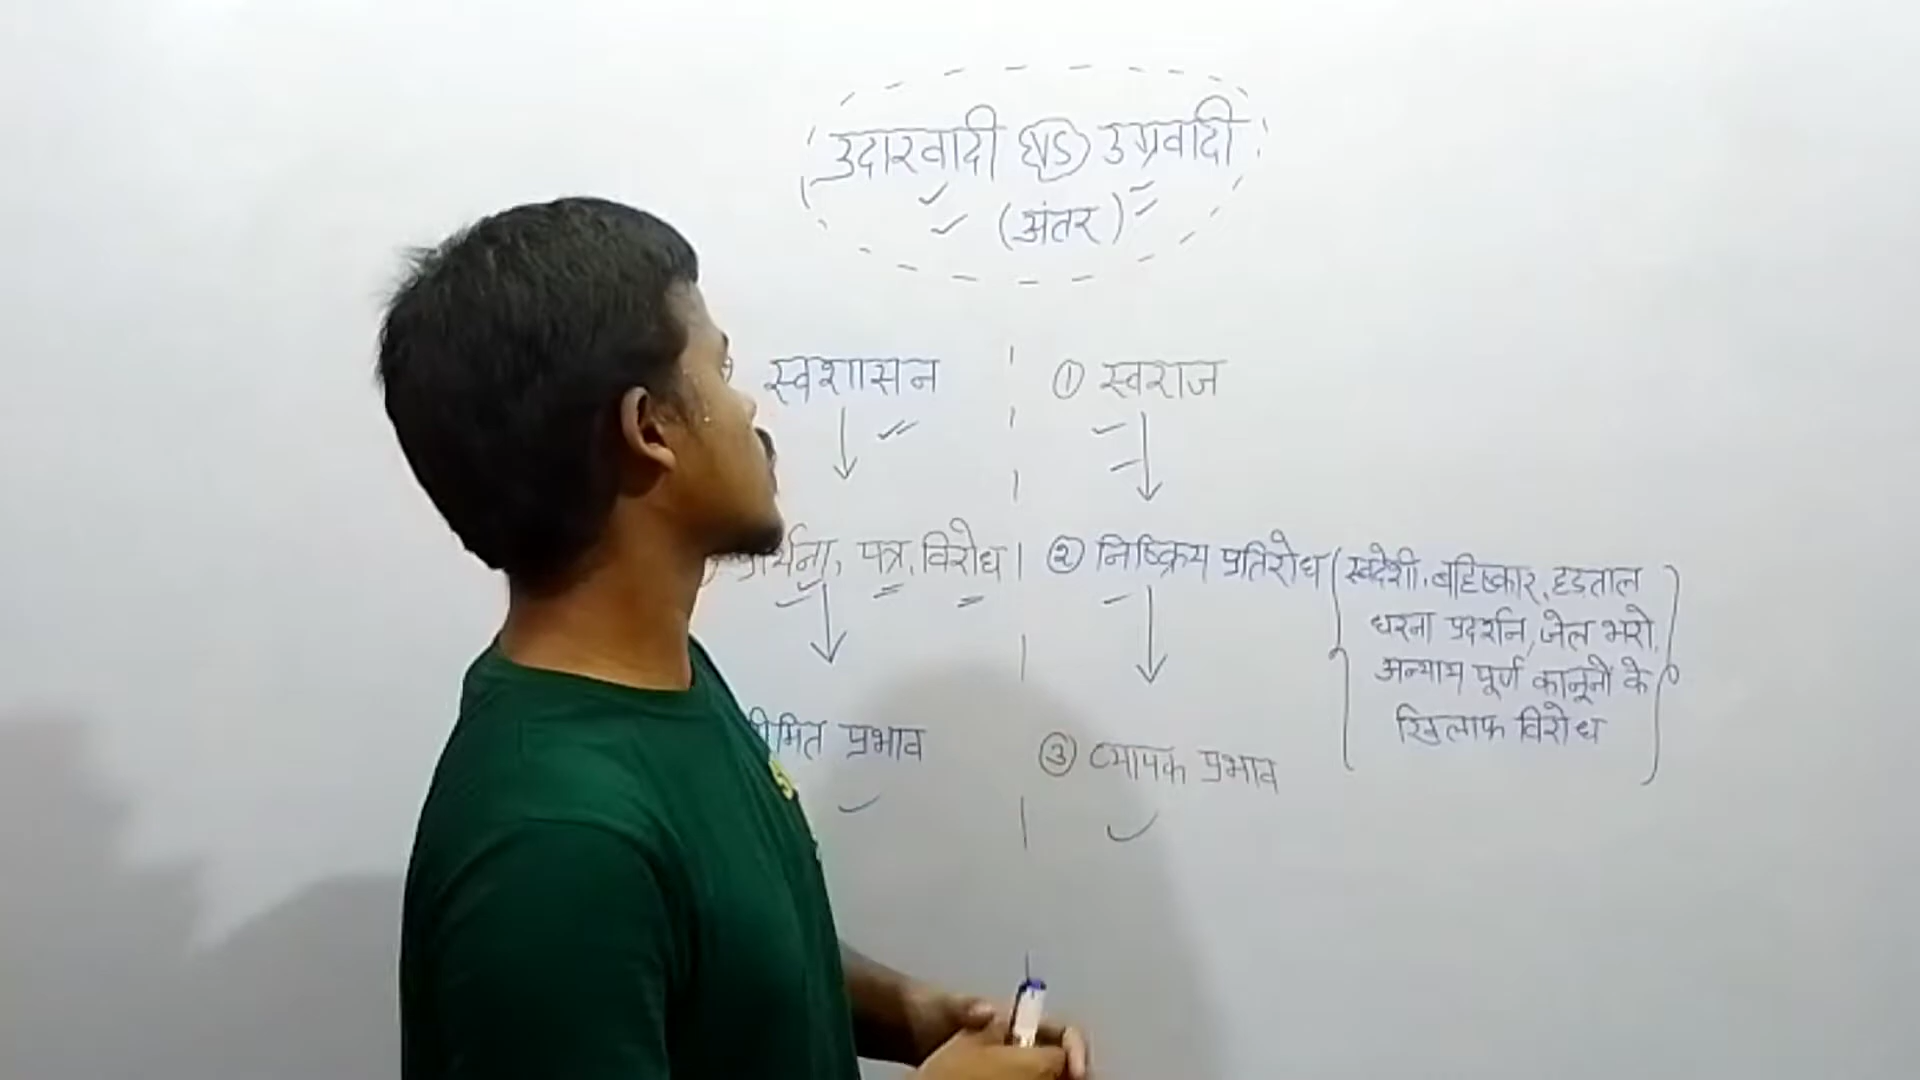 उदारवादी VS उग्रवादी
(अंतर)
स्वशासन
① स्वराज
पत्र, विरोध
② निष्क्रिय प्रतिरोध (स्वदेशी, बहिष्कार, हड़ताल
धरना प्रदर्शन, जेल भरो,
अन्याय पूर्ण कानूनों के
खिलाफ विरोध
प्रभाव
③ व्यापक प्रभाव